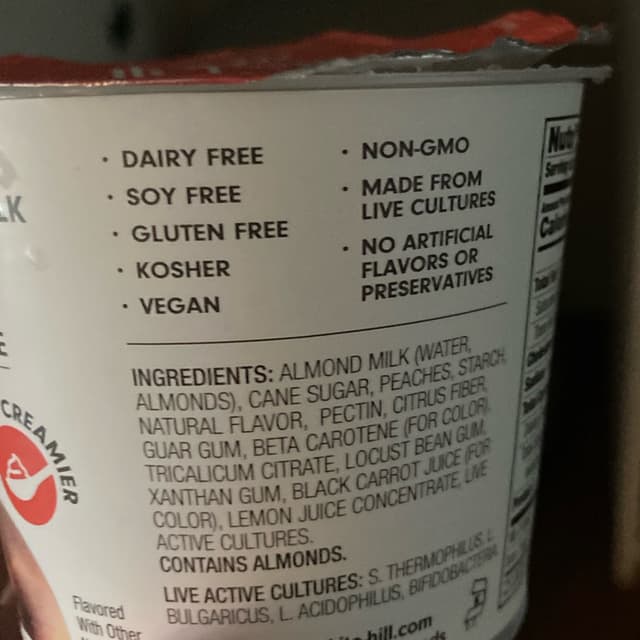 DAIRY FREE
SOY FREE
GLUTEN FREE
KOSHER
VEGAN
NON-GMO
MADE FROM
LIVE CULTURES
NO ARTIFICIAL
FLAVORS OR
PRESERVATIVES
INGREDIENTS: ALMOND MILK (WATER,
ALMONDS), CANE SUGAR, PEACHES, STARCH,
NATURAL FLAVOR, PECTIN, CITRUS FIBER,
GUAR GUM, BETA CAROTENE (FOR COLOR),
TRICALICUM CITRATE, LOCUST BEAN GUM,
XANTHAN GUM, BLACK CARROT JUICE (FOR
COLOR), LEMON JUICE CONCENTRATE, LIVE
ACTIVE CULTURES.
CONTAINS ALMONDS.
LIVE ACTIVE CULTURES: S. THERMOPHILUS, L.
BULGARICUS, L. ACIDOPHILUS, BIFIDOBACTERIA
CREAMIER
Flavored
With Other
hill.com